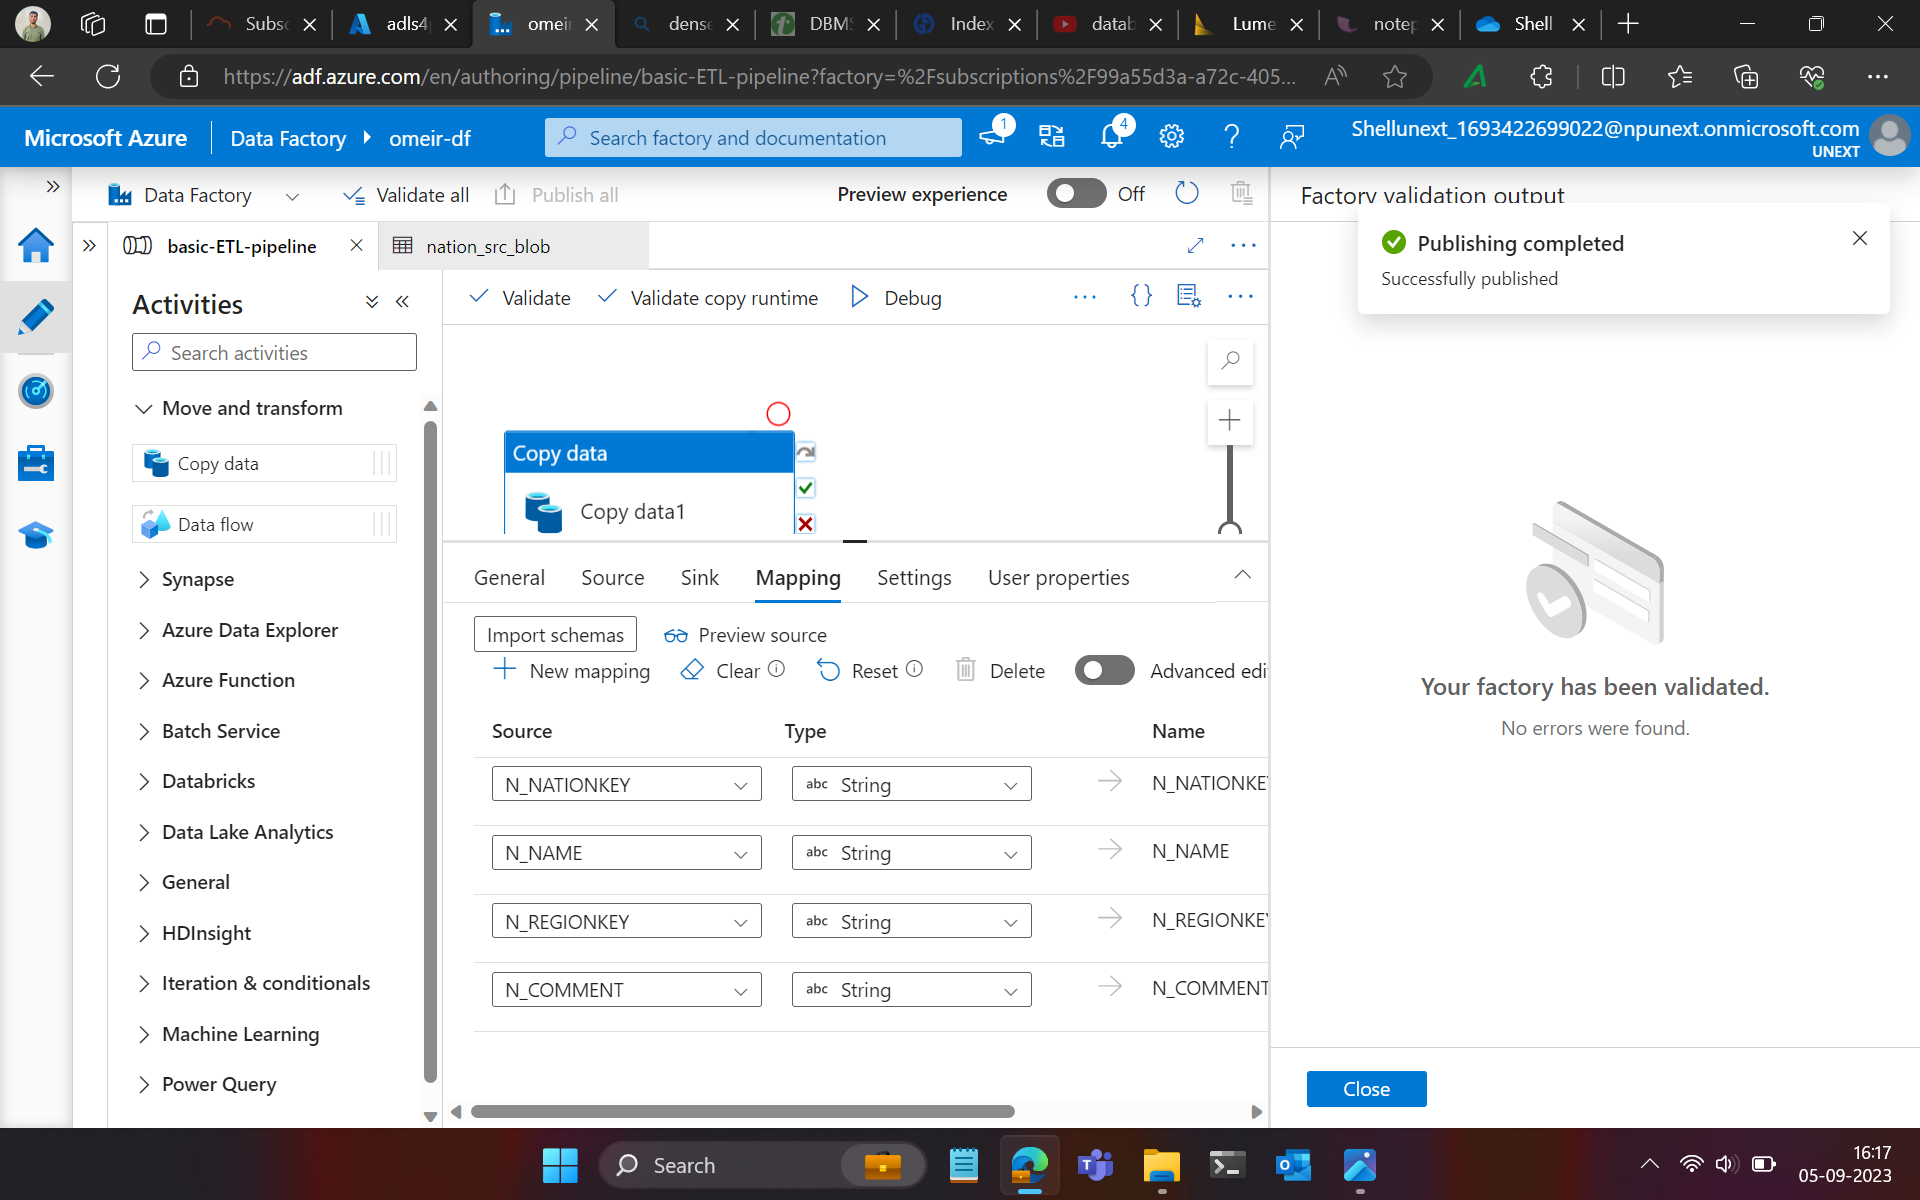 Subsc
adls4
omeir
dense
DBMS
Index
datab
Lume
notep
Shell
https://adf.azure.com/en/authoring/pipeline/basic-ETL-pipeline?factory=%2Fsubscriptions%2F99a55d3a-a72c-405...
Microsoft Azure
Data Factory
omeir-df
Search factory and documentation
1
4
Shellunext_1693422699022@npunext.onmicrosoft.com
UNEXT
Data Factory
Validate all
Publish all
Preview experience
Off
Factory validation output
Publishing completed
Successfully published
basic-ETL-pipeline
nation_src_blob
Activities
Search activities
Move and transform
Copy data
Data flow
Synapse
Azure Data Explorer
Azure Function
Batch Service
Databricks
Data Lake Analytics
General
HDInsight
Iteration & conditionals
Machine Learning
Power Query
Validate
Validate copy runtime
Debug
Copy data
Copy data1
General
Source
Sink
Mapping
Settings
User properties
Import schemas
Preview source
New mapping
Clear
Reset
Delete
Advanced edi
Source
Type
Name
N_NATIONKEY
abc String
N_NATIONKEY
N_NAME
abc String
N_NAME
N_REGIONKEY
abc String
N_REGIONKEY
N_COMMENT
abc String
N_COMMENT
Your factory has been validated.
No errors were found.
Close
Search
16:17
05-09-2023